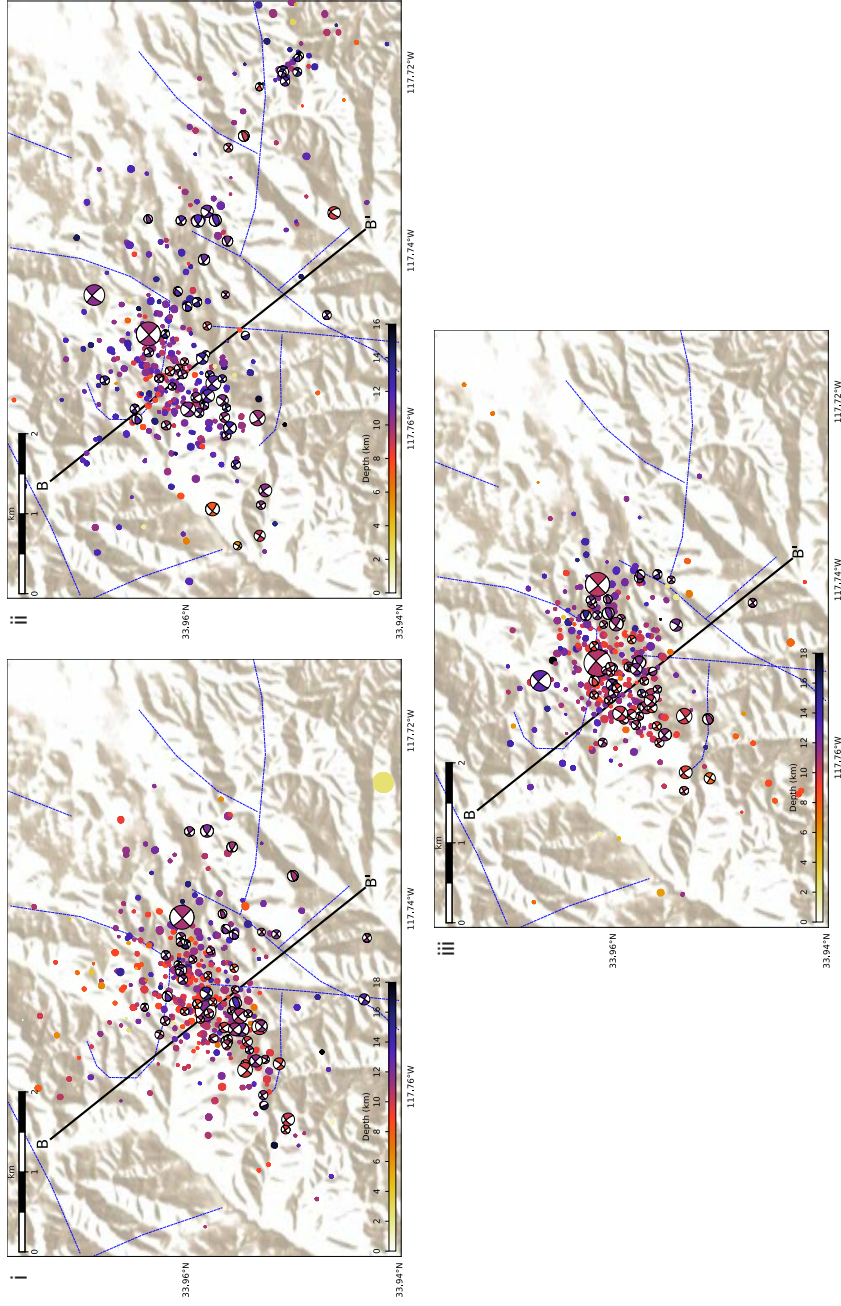 i
km
0 1 2
B
B'
Depth (km)
0 2 4 6 8 10 12 14 16 18
33.96°N
33.94°N
117.76°W
117.74°W
117.72°W
ii
km
0 1 2
B
B'
Depth (km)
0 2 4 6 8 10 12 14 16
33.96°N
33.94°N
117.76°W
117.74°W
117.72°W
iii
km
0 1 2
B
B'
Depth (km)
0 2 4 6 8 10 12 14 16 18
33.96°N
33.94°N
117.76°W
117.74°W
117.72°W